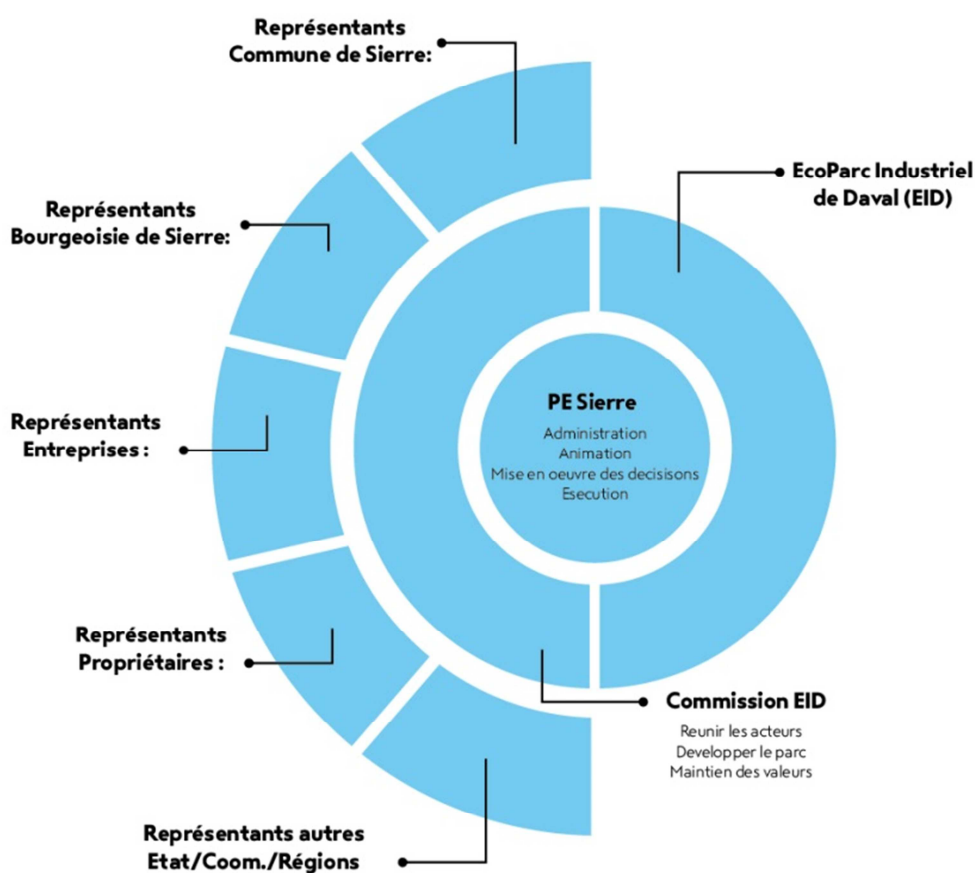 Représentants
Commune de Sierre:
EcoParc Industriel
de Daval (EID)
Représentants
Bourgeoisie de Sierre:
PE Sierre
Administration
Animation
Mise en oeuvre des decisisons
Esecution
Représentants
Entreprises :
Représentants
Propriétaires :
Commission EID
Reunir les acteurs
Developper le parc
Maintien des valeurs
Représentants autres
Etat/Coom./Régions